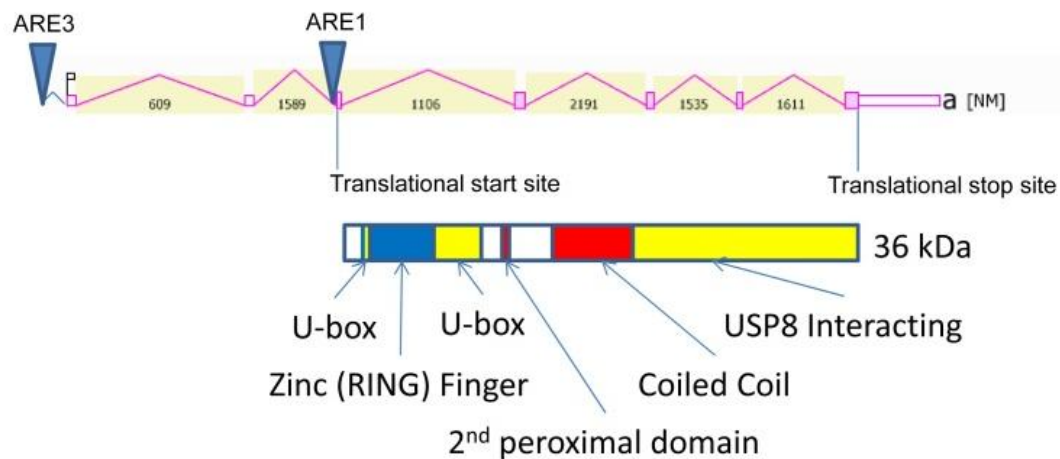 ARE3
ARE1
P
609
1589
1106
2191
1535
1611
a [NM]
Translational start site
Translational stop site
36 kDa
U-box
U-box
USP8 Interacting
Zinc (RING) Finger
Coiled Coil
2nd peroximal domain